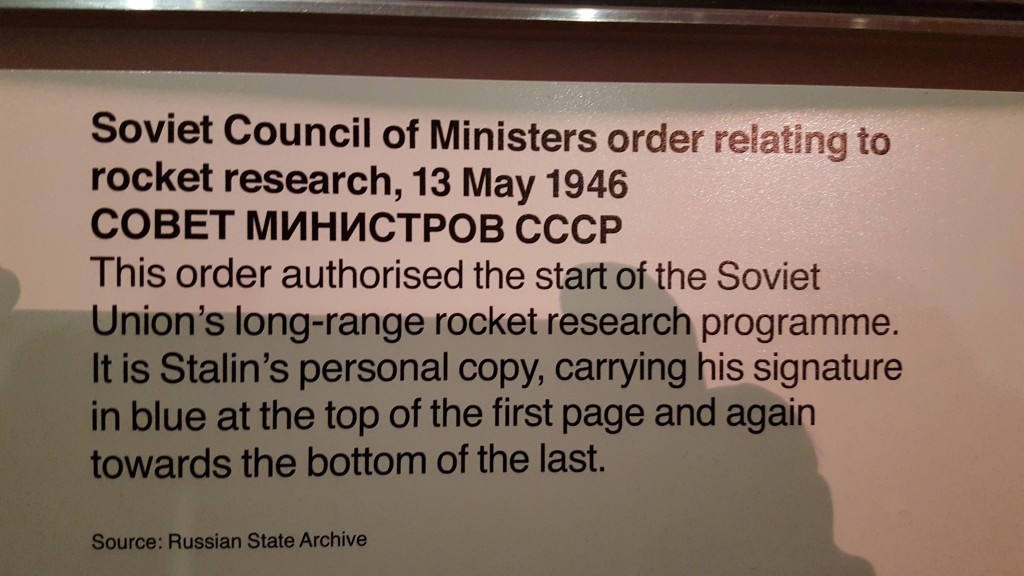 Soviet Council of Ministers order relating to
rocket research, 13 May 1946
СОВЕТ МИНИСТРОВ СССР
This order authorised the start of the Soviet
Union’s long-range rocket research programme.
It is Stalin’s personal copy, carrying his signature
in blue at the top of the first page and again
towards the bottom of the last.
Source: Russian State Archive